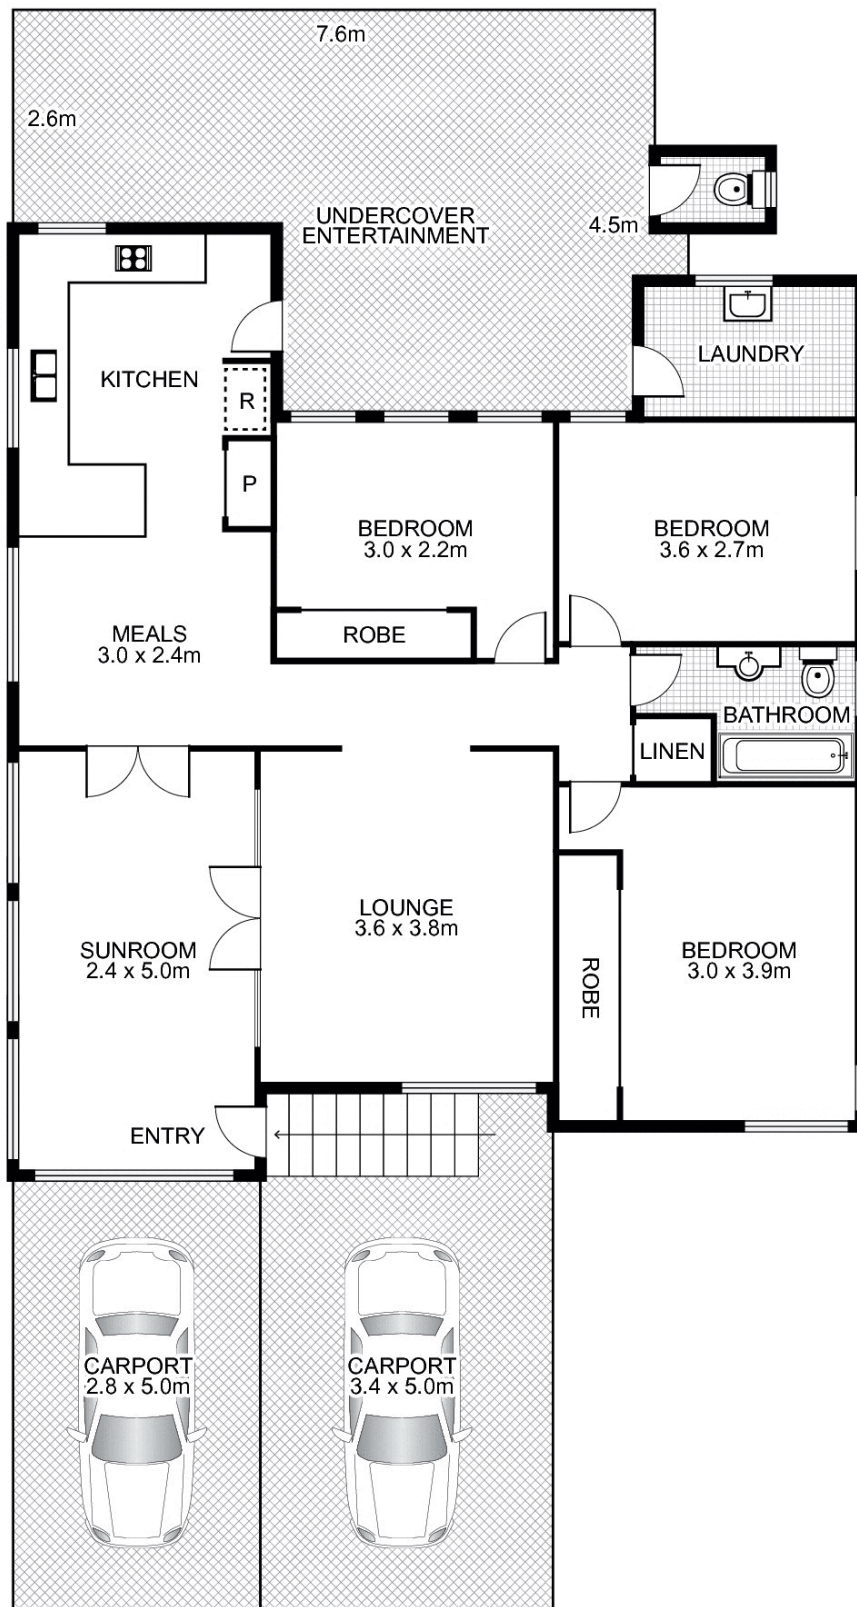 7.6m
2.6m
UNDERCOVER
ENTERTAINMENT
4.5m
LAUNDRY
KITCHEN
R
P
BEDROOM
3.0 x 2.2m
BEDROOM
3.6 x 2.7m
MEALS
3.0 x 2.4m
ROBE
BATHROOM
LINEN
LOUNGE
3.6 x 3.8m
SUNROOM
2.4 x 5.0m
BEDROOM
3.0 x 3.9m
ROBE
ENTRY
CARPORT
2.8 x 5.0m
CARPORT
3.4 x 5.0m